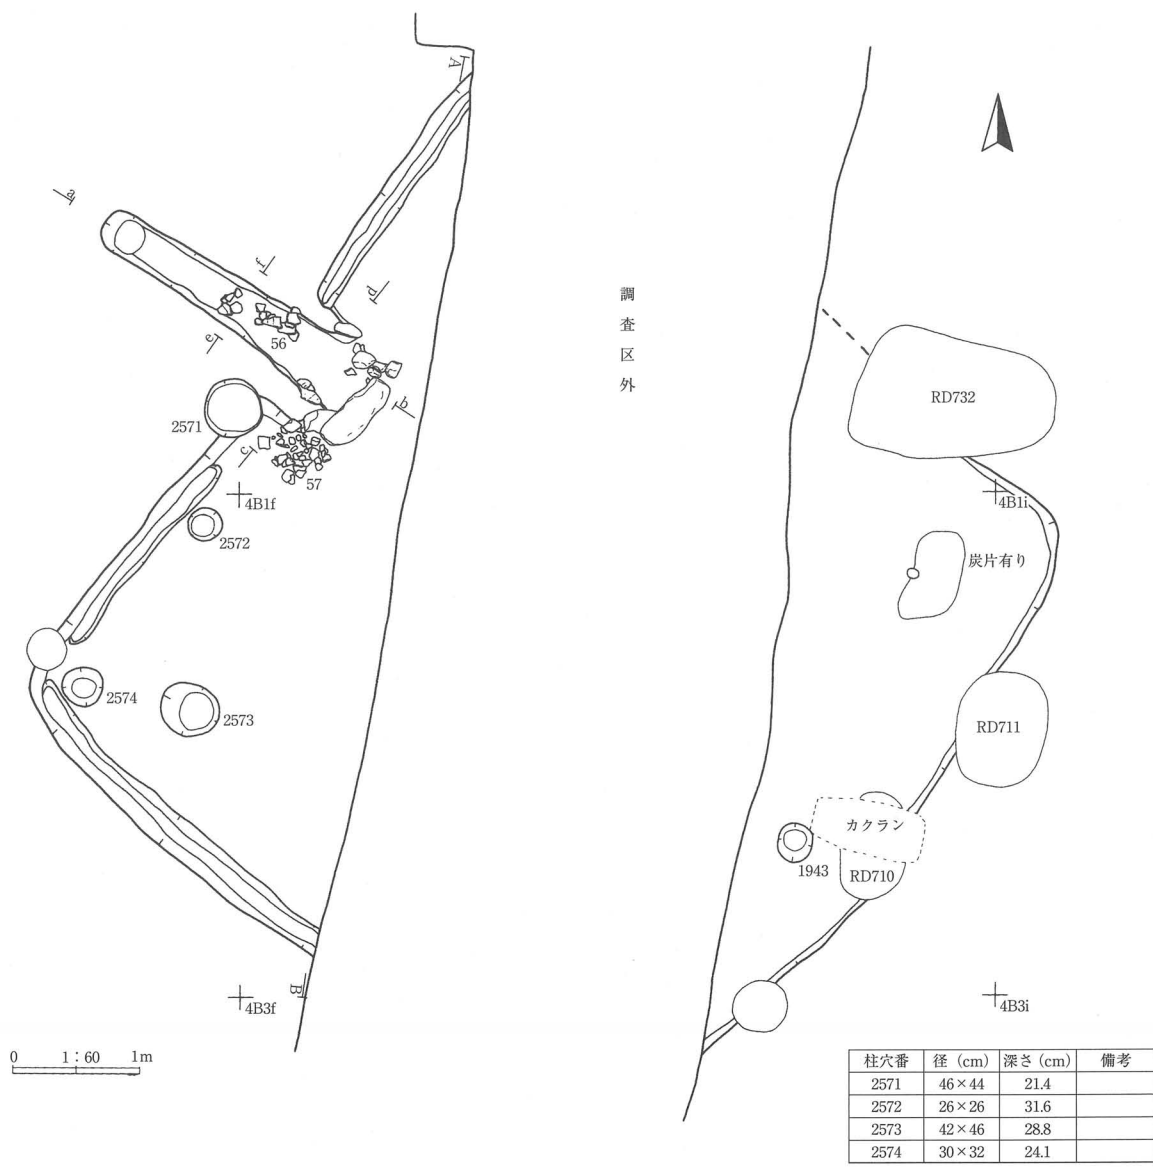 A
a
f
d
e
56
b
2571
c
57
4B1f
2572
2574
2573
B
4B3f
0 1：60 1m
調査区外
RD732
4B1i
炭片有り
RD711
カクラン
1943
RD710
4B3i
柱穴番 径 (cm) 深さ (cm) 備考
2571 46×44 21.4
2572 26×26 31.6
2573 42×46 28.8
2574 30×32 24.1